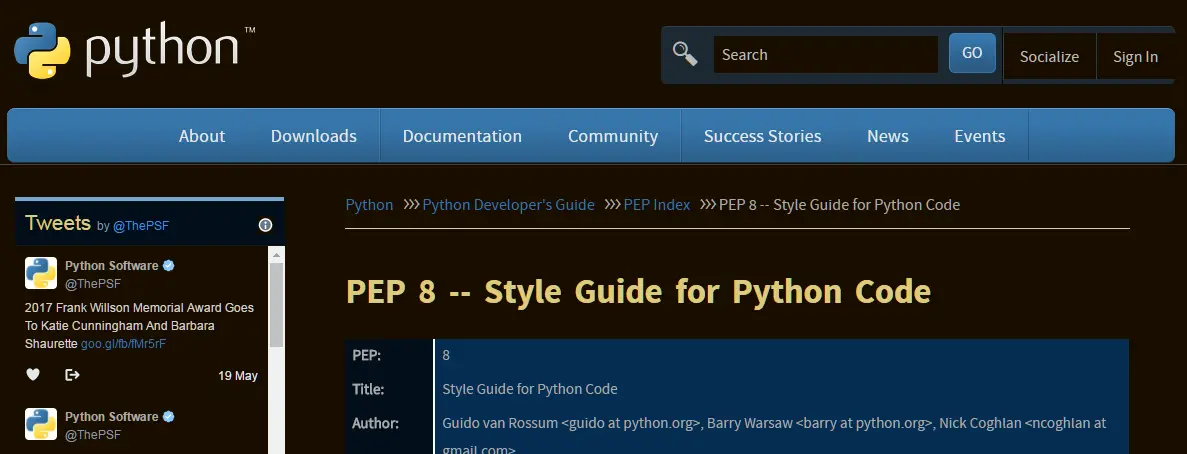 python™
Search
GO
Socialize
Sign In
About
Downloads
Documentation
Community
Success Stories
News
Events
Tweets by @ThePSF
Python Software
@ThePSF
2017 Frank Willson Memorial Award Goes
To Katie Cunningham And Barbara
Shaurette goo.gl/fb/fMr5rF
19 May
Python Software
@ThePSF
Python >>> Python Developer's Guide >>> PEP Index >>> PEP 8 -- Style Guide for Python Code
PEP 8 -- Style Guide for Python Code
PEP: 8
Title: Style Guide for Python Code
Author: Guido van Rossum <guido at python.org>, Barry Warsaw <barry at python.org>, Nick Coghlan <ncoghlan at
gmail.com>